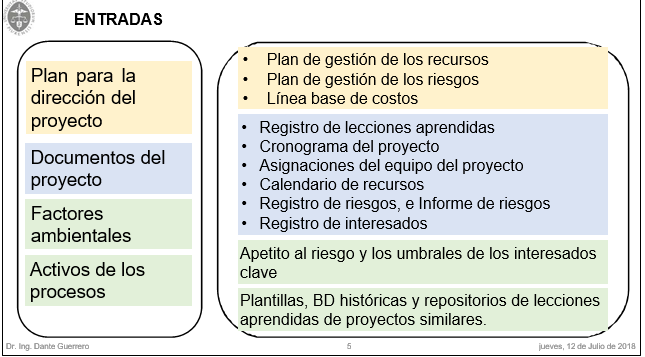 ENTRADAS
Plan para la
dirección del
proyecto
Documentos del
proyecto
Factores
ambientales
Activos de los
procesos
• Plan de gestión de los recursos
• Plan de gestión de los riesgos
• Línea base de costos
• Registro de lecciones aprendidas
• Cronograma del proyecto
• Asignaciones del equipo del proyecto
• Calendario de recursos
• Registro de riesgos, e Informe de riesgos
• Registro de interesados
Apetito al riesgo y los umbrales de los interesados
clave
Plantillas, BD históricas y repositorios de lecciones
aprendidas de proyectos similares.
Dr. Ing. Dante Guerrero
5
jueves, 12 de Julio de 2018